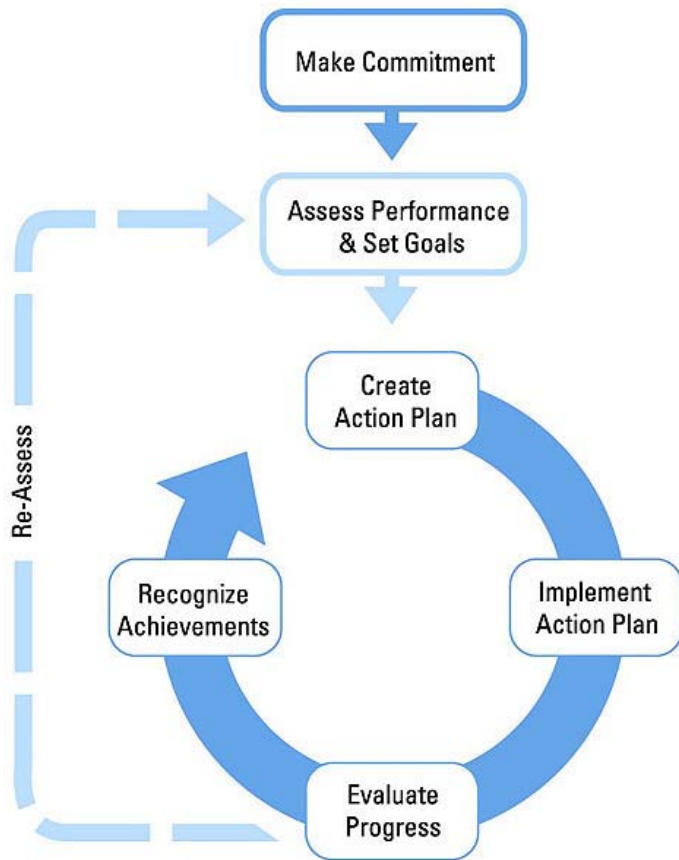 Make Commitment
Assess Performance
& Set Goals
Create
Action Plan
Re-Assess
Recognize
Achievements
Implement
Action Plan
Evaluate
Progress